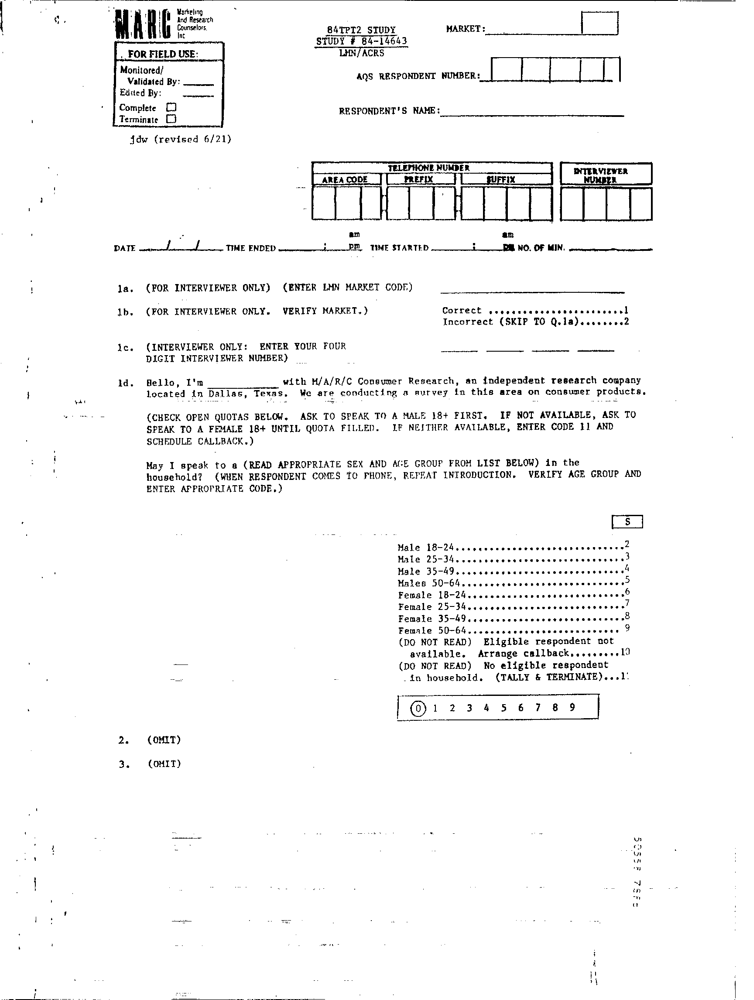 MARC
Marketing
And Research
Counselors
Inc
FOR FIELD USE:
Monitored/
Validated By: ______
Edited By: ______
Complete ☐
Terminate ☐
jdw (revised 6/21)
84TPT2 STUDY
STUDY # 84-14643
LHN/ACRS
MARKET:
AQS RESPONDENT NUMBER:
RESPONDENT'S NAME:
TELEPHONE NUMBER
AREA CODE PREFIX SUFFIX
INTERVIEWER
NUMBER
am am
DATE ___/___/___ TIME ENDED ______:___ pm TIME STARTED ______:___ pm NO. OF MIN. ______
1a. (FOR INTERVIEWER ONLY) (ENTER LHN MARKET CODE) ______
1b. (FOR INTERVIEWER ONLY. VERIFY MARKET.) Correct ........................1
Incorrect (SKIP TO Q.1a)........2
1c. (INTERVIEWER ONLY: ENTER YOUR FOUR
DIGIT INTERVIEWER NUMBER) ____ ____ ____ ____
1d. Hello, I'm __________ with M/A/R/C Consumer Research, an independent research company
located in Dallas, Texas. We are conducting a survey in this area on consumer products.
(CHECK OPEN QUOTAS BELOW. ASK TO SPEAK TO A MALE 18+ FIRST. IF NOT AVAILABLE, ASK TO
SPEAK TO A FEMALE 18+ UNTIL QUOTA FILLED. IF NEITHER AVAILABLE, ENTER CODE 11 AND
SCHEDULE CALLBACK.)
May I speak to a (READ APPROPRIATE SEX AND AGE GROUP FROM LIST BELOW) in the
household? (WHEN RESPONDENT COMES TO PHONE, REPEAT INTRODUCTION. VERIFY AGE GROUP AND
ENTER APPROPRIATE CODE.)
S
Male 18-24..............................2
Male 25-34..............................3
Male 35-49..............................4
Males 50-64.............................5
Female 18-24............................6
Female 25-34............................7
Female 35-49............................8
Female 50-64........................... 9
(DO NOT READ) Eligible respondent not
available. Arrange callback.........10
(DO NOT READ) No eligible respondent
in household. (TALLY & TERMINATE)...11
0 1 2 3 4 5 6 7 8 9
2. (OMIT)
3. (OMIT)